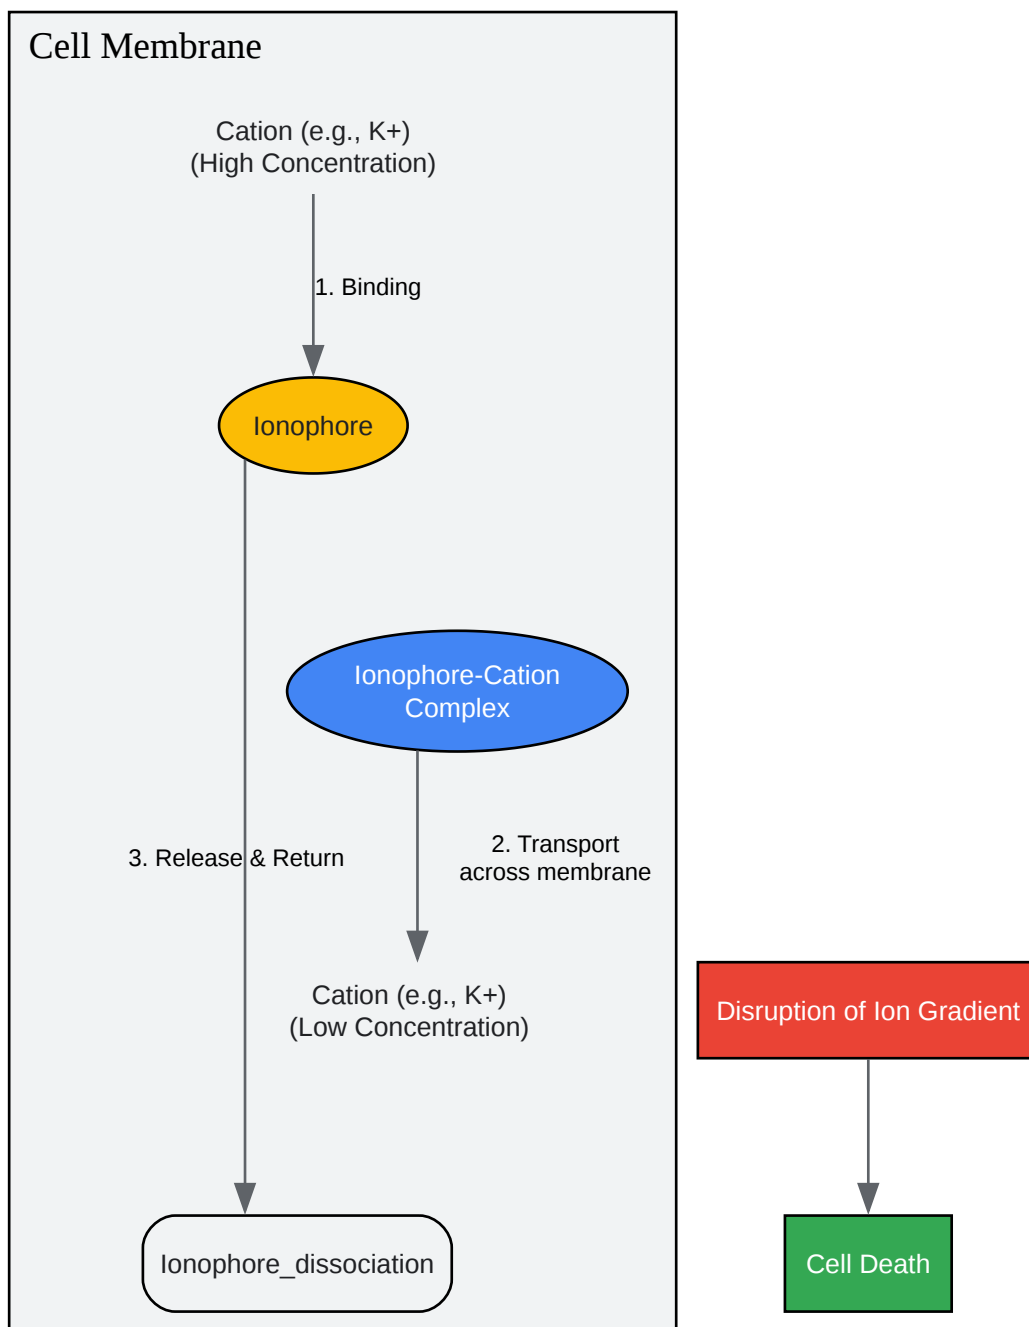 Cell Membrane
Cation (e.g., K+)
(High Concentration)
1. Binding
Ionophore
Ionophore-Cation
Complex
3. Release & Return
2. Transport
across membrane
Cation (e.g., K+)
(Low Concentration)
Disruption of Ion Gradient
Ionophore_dissociation
Cell Death